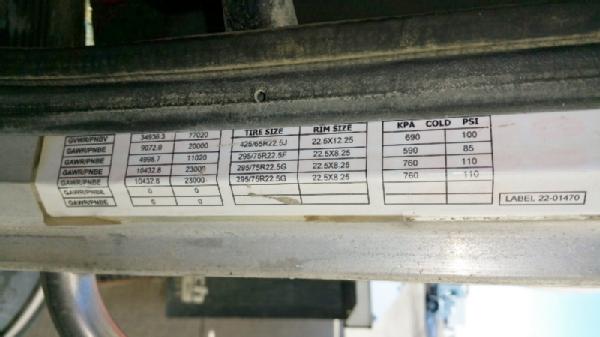 TIRE SIZE RIM SIZE KPA COLD PSI
GVWR/PNBV 34936.3 77020 425/65R22.5J 22.5X12.25 690 100
GAWR/PNBE 9072.8 20000 295/75R22.5F 22.5X8.25 590 85
GAWR/PNBE 4998.7 11020 295/75R22.5G 22.5X8.25 760 110
GAWR/PNBE 10432.8 23000 295/75R22.5G 22.5X8.25 760 110
GAWR/PNBE 10432.8 23000
GAWR/PNBE 0 0
GAWR/PNBE 0 0
LABEL 22-01470